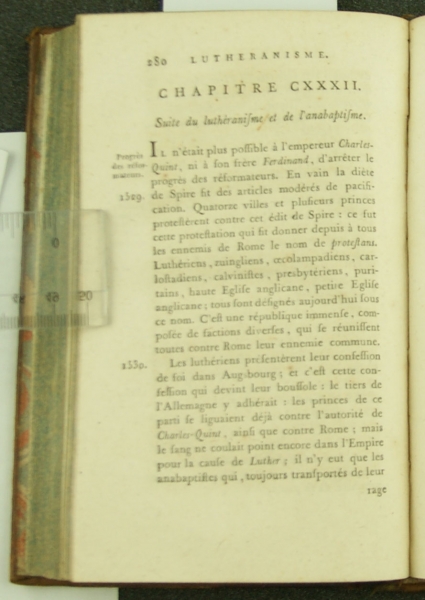 280 LUTHERANISME.
CHAPITRE CXXXII.
Suite du luthéraniſme et de l'anabaptiſme.
IL n'était plus poſſible à l'empereur Charles-
Progrès
des réfor-
mateurs.
Quint, ni à ſon frère Ferdinand, d'arrêter le
progrès des réformateurs. En vain la diète
1529.
de Spire fit des articles modérés de pacifi-
cation. Quatorze villes et pluſieurs princes
proteſtèrent contre cet édit de Spire : ce fut
cette proteſtation qui fit donner depuis à tous
les ennemis de Rome le nom de proteſtans.
Luthériens, zuingliens, œcolampadiens, car-
loſtadiens, calviniſtes, presbytériens, puri-
tains, haute Egliſe anglicane, petite Egliſe
anglicane; tous ſont déſignés aujourd'hui ſous
ce nom. C'eſt une république immenſe, com-
poſée de factions diverſes, qui ſe réuniſſent
toutes contre Rome leur ennemie commune.
1530.
Les luthériens préſentèrent leur confeſſion
de foi dans Augsbourg; et c'eſt cette con-
feſſion qui devint leur bouſſole : le tiers de
l'Allemagne y adhérait : les princes de ce
parti ſe liguaient déjà contre l'autorité de
Charles-Quint, ainſi que contre Rome; mais
le ſang ne coulait point encore dans l'Empire
pour la cauſe de Luther; il n'y eut que les
anabaptiſtes qui, toujours tranſportés de leur
rage
0
20